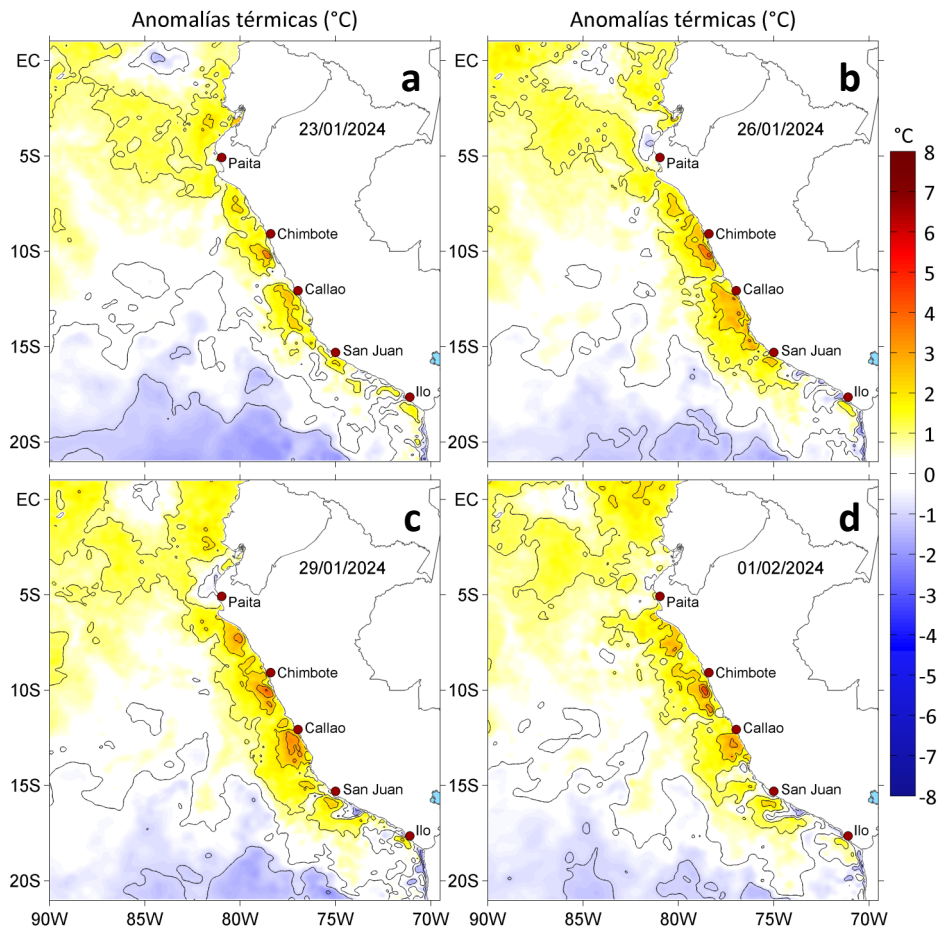 Anomalías térmicas (°C)
Anomalías térmicas (°C)
EC
5S
10S
15S
20S
a
23/01/2024
Paita
Chimbote
Callao
San Juan
Ilo
EC
5S
10S
15S
20S
b
26/01/2024
Paita
Chimbote
Callao
San Juan
Ilo
°C
8
7
6
5
4
3
2
1
0
-1
-2
-3
-4
-5
-6
-7
-8
EC
5S
10S
15S
20S
c
29/01/2024
Paita
Chimbote
Callao
San Juan
Ilo
90W
85W
80W
75W
70W
EC
5S
10S
15S
20S
d
01/02/2024
Paita
Chimbote
Callao
San Juan
Ilo
90W
85W
80W
75W
70W